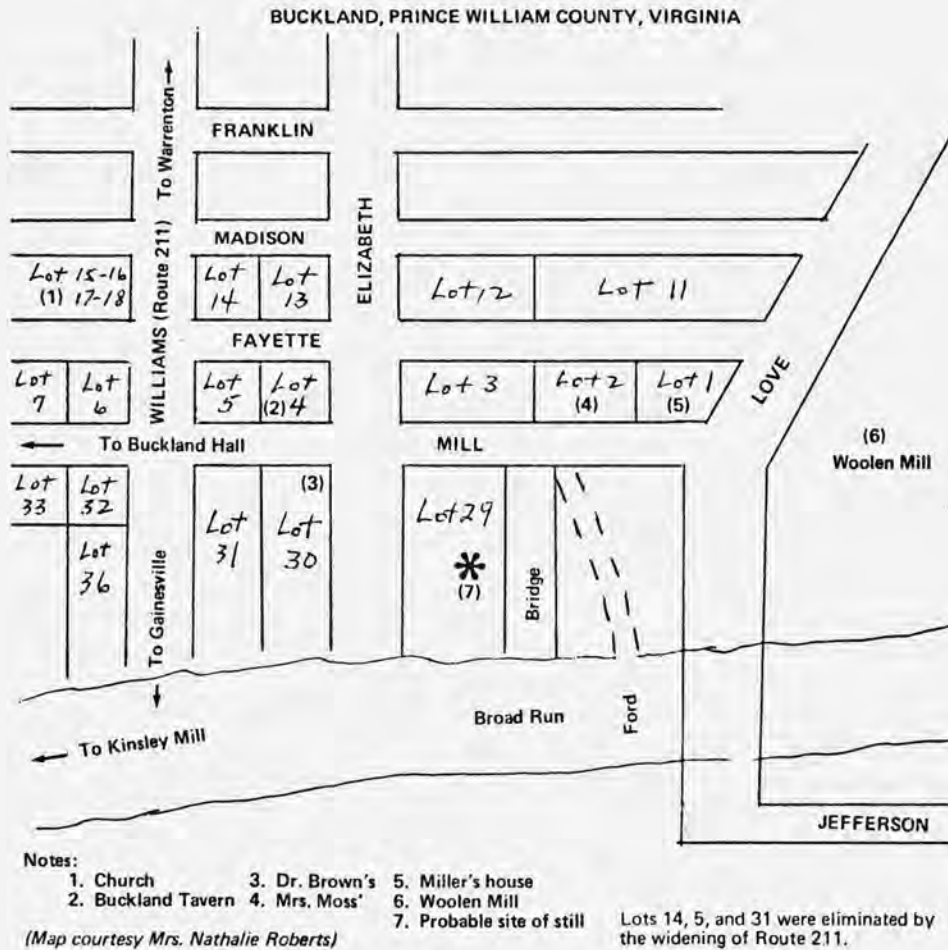 BUCKLAND, PRINCE WILLIAM COUNTY, VIRGINIA
To Warrenton→
FRANKLIN
WILLIAMS (Route 211)
MADISON
ELIZABETH
Lot 15-16
(1) 17-18
Lot
14
Lot
13
Lot 12
Lot 11
FAYETTE
LOVE
Lot
7
Lot
6
Lot
5
Lot
(2) 4
Lot 3
Lot 2
(4)
Lot 1
(5)
← To Buckland Hall
MILL
(6)
Woolen Mill
Lot
33
Lot
32
Lot
36
To Gainesville
→
Lot
31
(3)
Lot
30
Lot 29
*
(7)
Bridge
Ford
Broad Run
← To Kinsley Mill
JEFFERSON
Notes:
1. Church
2. Buckland Tavern
3. Dr. Brown's
4. Mrs. Moss'
5. Miller's house
6. Woolen Mill
7. Probable site of still
(Map courtesy Mrs. Nathalie Roberts)
Lots 14, 5, and 31 were eliminated by
the widening of Route 211.